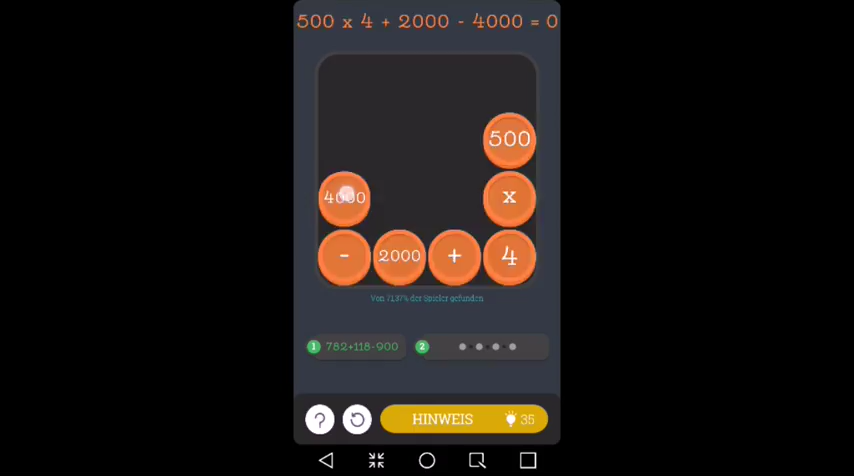 500 x 4 + 2000 - 4000 = 0
500
4000 x
- 2000 + 4
Von 71,37% der Spieler gefunden
1 782+118-900 2
? HINWEIS 35